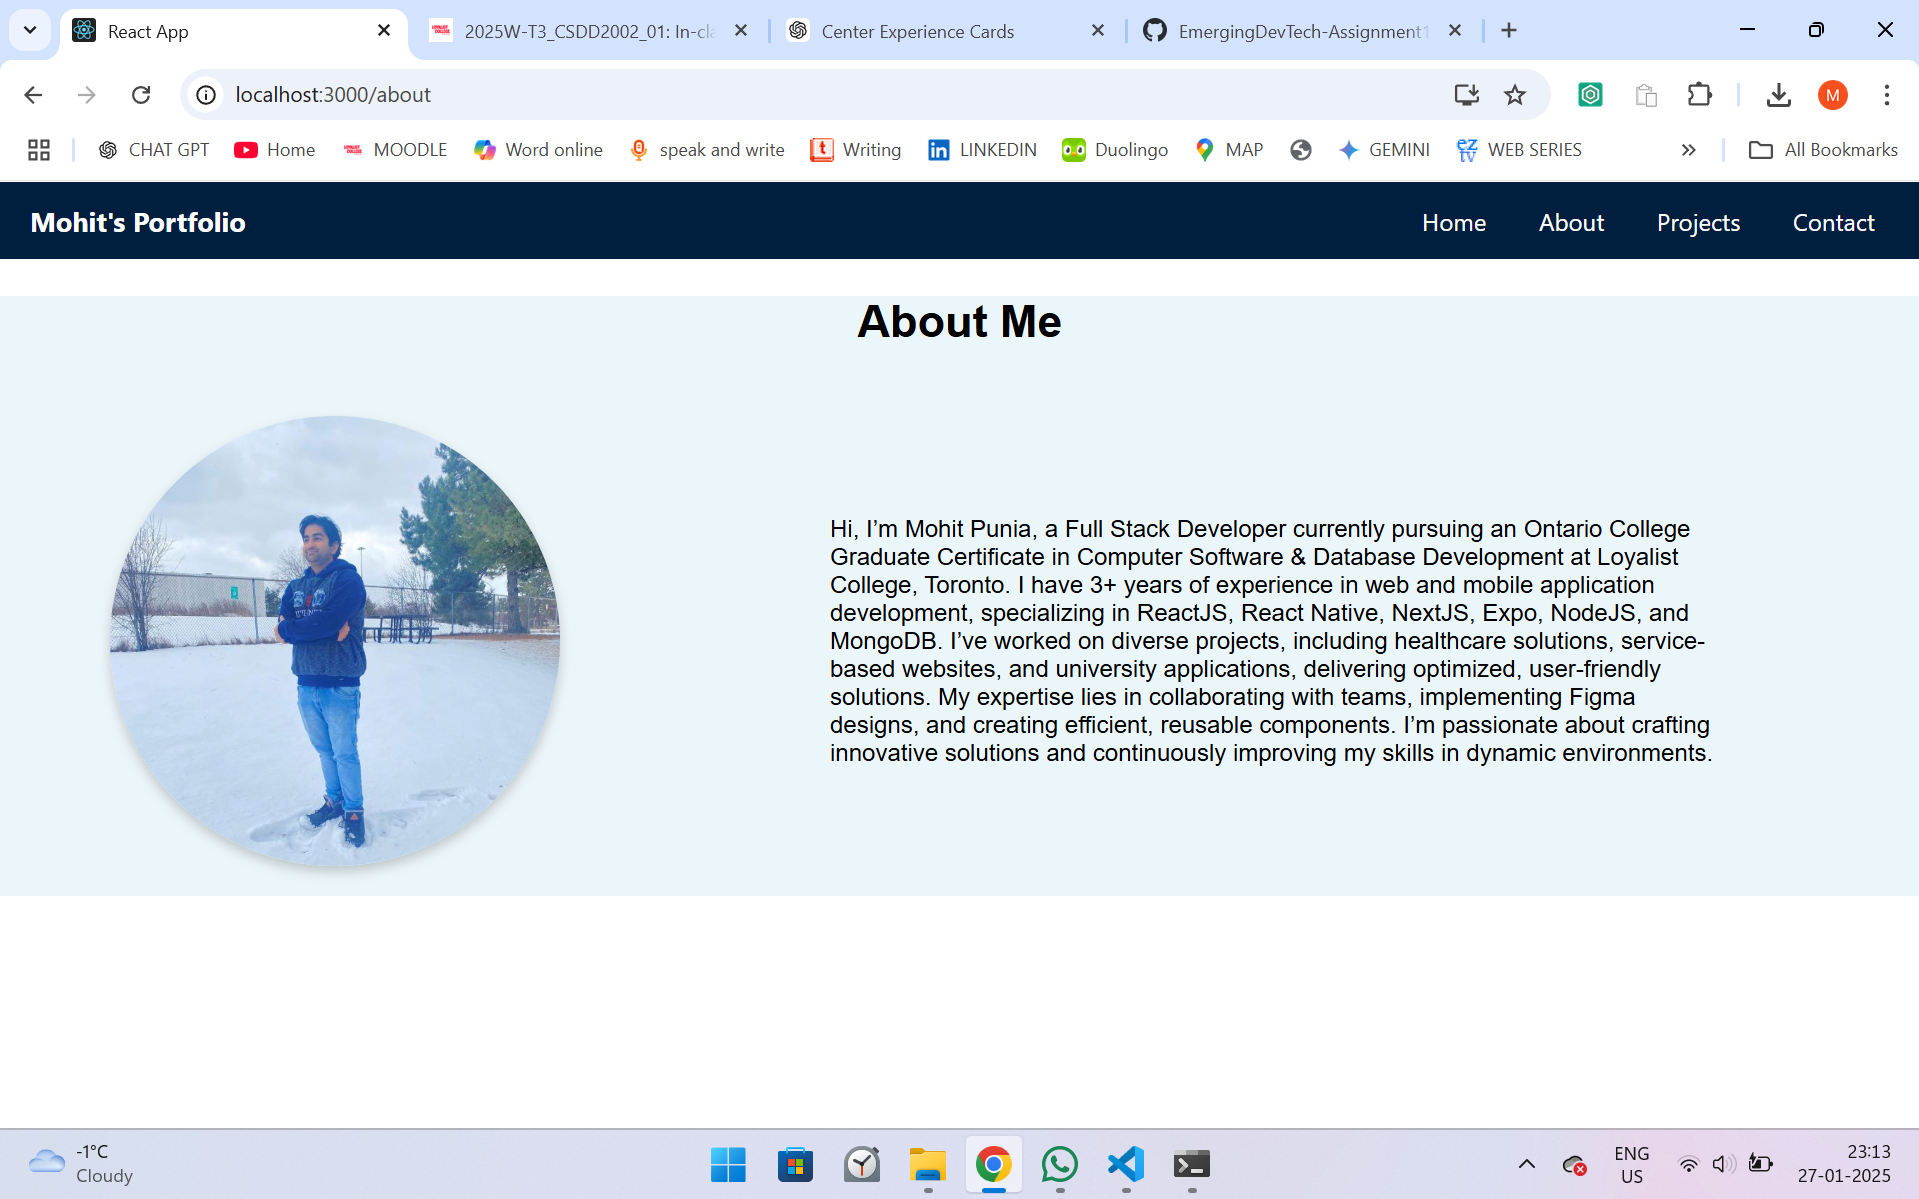 React App
2025W-T3_CSDD2002_01: In-cla
Center Experience Cards
EmergingDevTech-Assignment1
localhost:3000/about
M
CHAT GPT
Home
MOODLE
Word online
speak and write
Writing
LINKEDIN
Duolingo
MAP
GEMINI
WEB SERIES
All Bookmarks
Mohit's Portfolio
Home
About
Projects
Contact
About Me
Hi, I’m Mohit Punia, a Full Stack Developer currently pursuing an Ontario College
Graduate Certificate in Computer Software & Database Development at Loyalist
College, Toronto. I have 3+ years of experience in web and mobile application
development, specializing in ReactJS, React Native, NextJS, Expo, NodeJS, and
MongoDB. I’ve worked on diverse projects, including healthcare solutions, service-
based websites, and university applications, delivering optimized, user-friendly
solutions. My expertise lies in collaborating with teams, implementing Figma
designs, and creating efficient, reusable components. I’m passionate about crafting
innovative solutions and continuously improving my skills in dynamic environments.
-1°C
Cloudy
ENG
US
23:13
27-01-2025